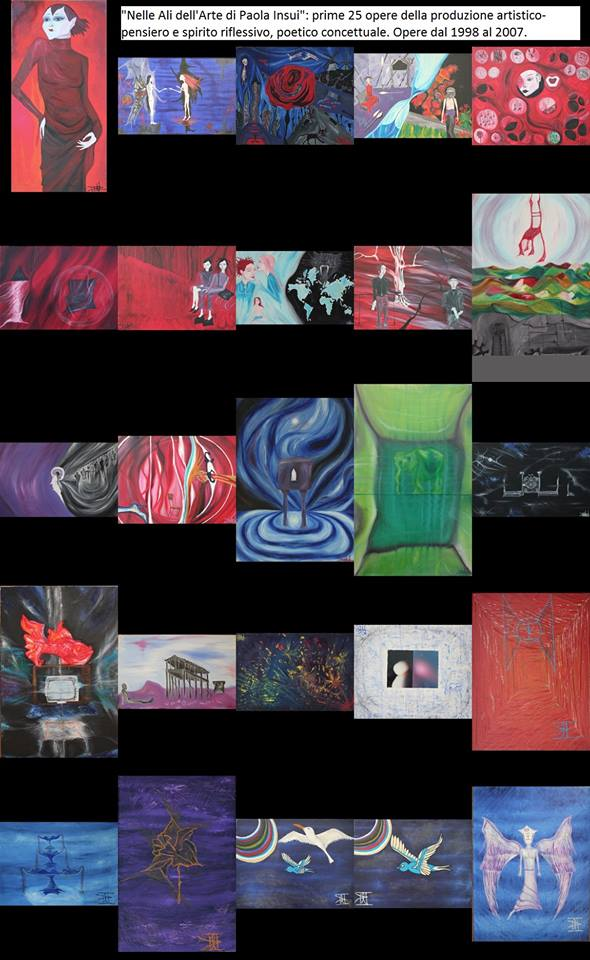 "Nelle Ali dell'Arte di Paola Insui": prime 25 opere della produzione artistico-
pensiero e spirito riflessivo, poetico concettuale. Opere dal 1998 al 2007.